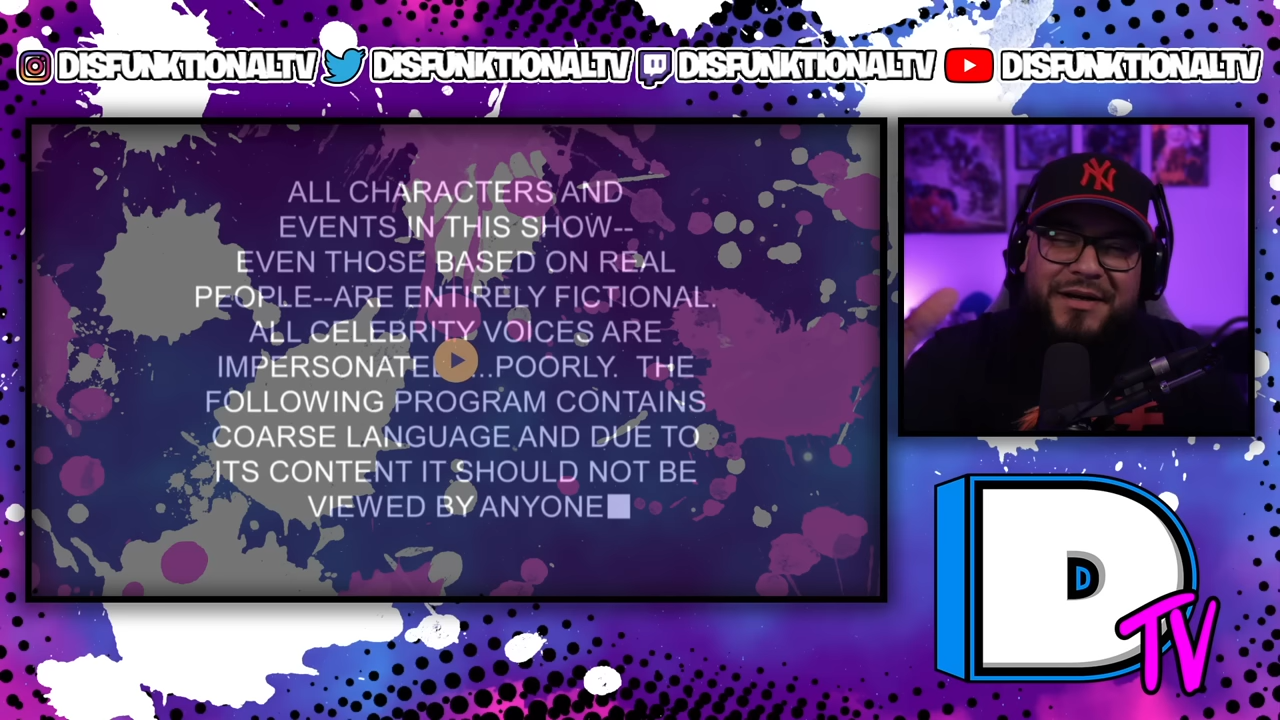 DISFUNKTIONALTV DISFUNKTIONALTV DISFUNKTIONALTV DISFUNKTIONALTV
ALL CHARACTERS AND
EVENTS IN THIS SHOW--
EVEN THOSE BASED ON REAL
PEOPLE--ARE ENTIRELY FICTIONAL.
ALL CELEBRITY VOICES ARE
IMPERSONATED...POORLY. THE
FOLLOWING PROGRAM CONTAINS
COARSE LANGUAGE AND DUE TO
ITS CONTENT IT SHOULD NOT BE
VIEWED BY ANYONE
NY
D
D
TV